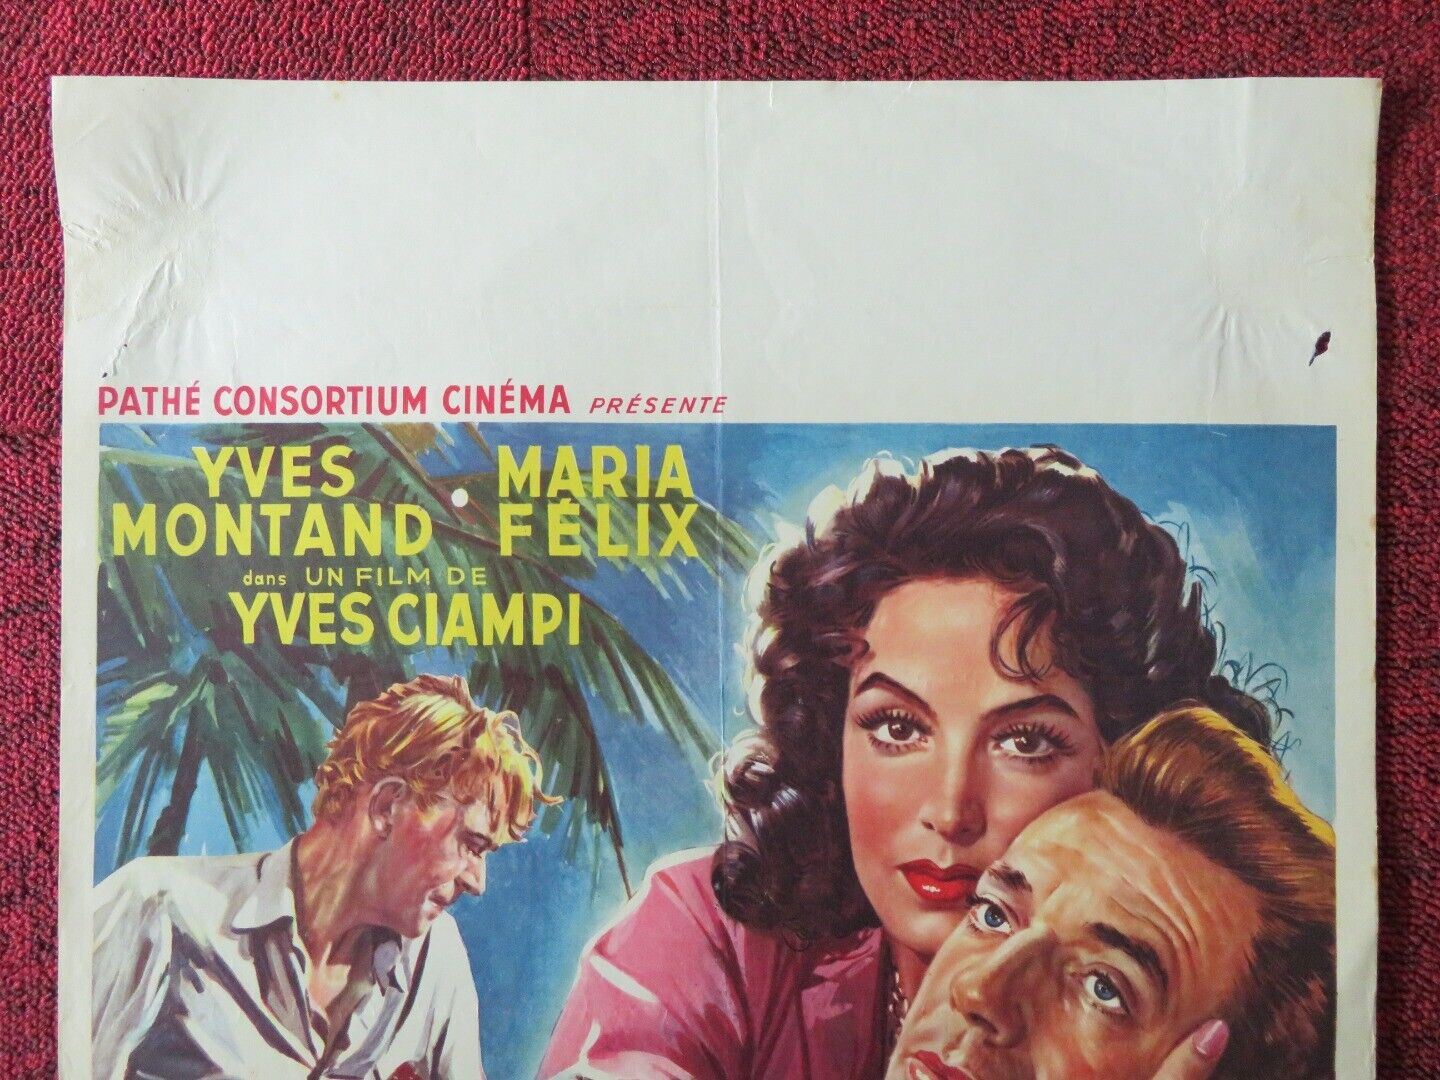 PATHÉ CONSORTIUM CINÉMA PRÉSENTE
YVES MONTAND
MARIA FÉLIX
dans UN FILM DE
YVES CIAMPI